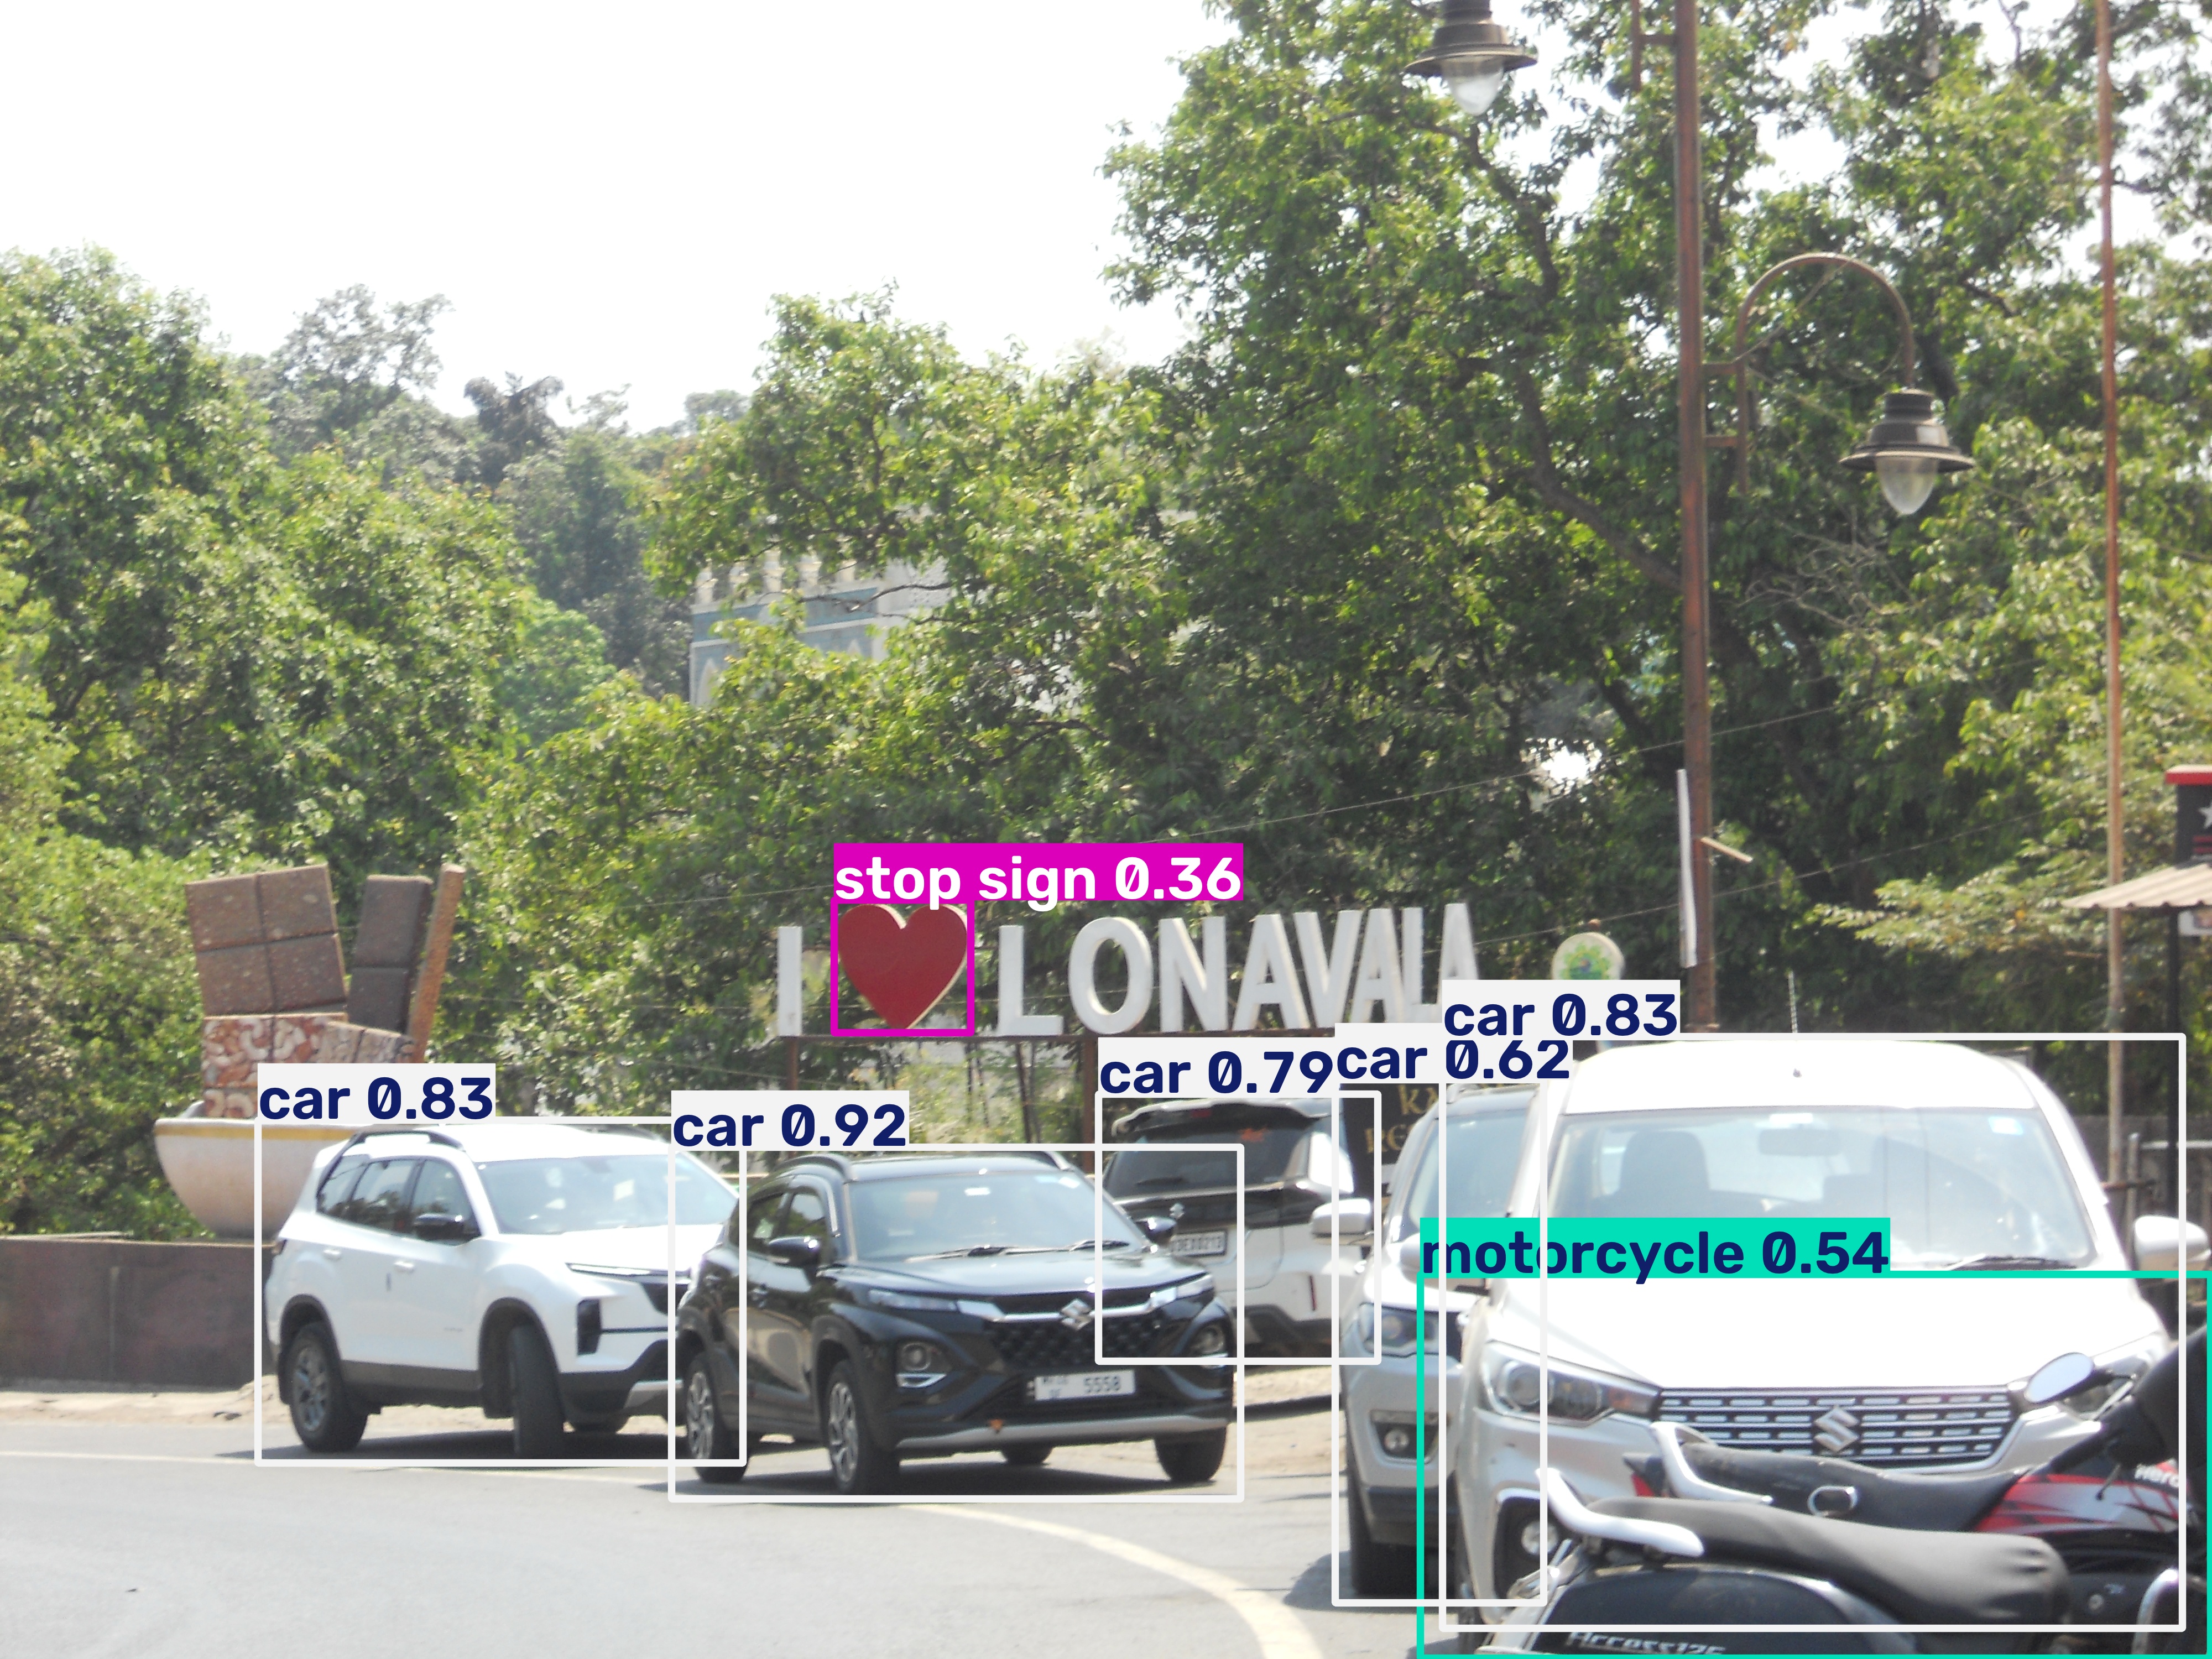 stop sign 0.36
I LONAVALA
car 0.83
car 0.79
car 0.62
car 0.83
car 0.92
motorcycle 0.54
5558
Hero
Access125